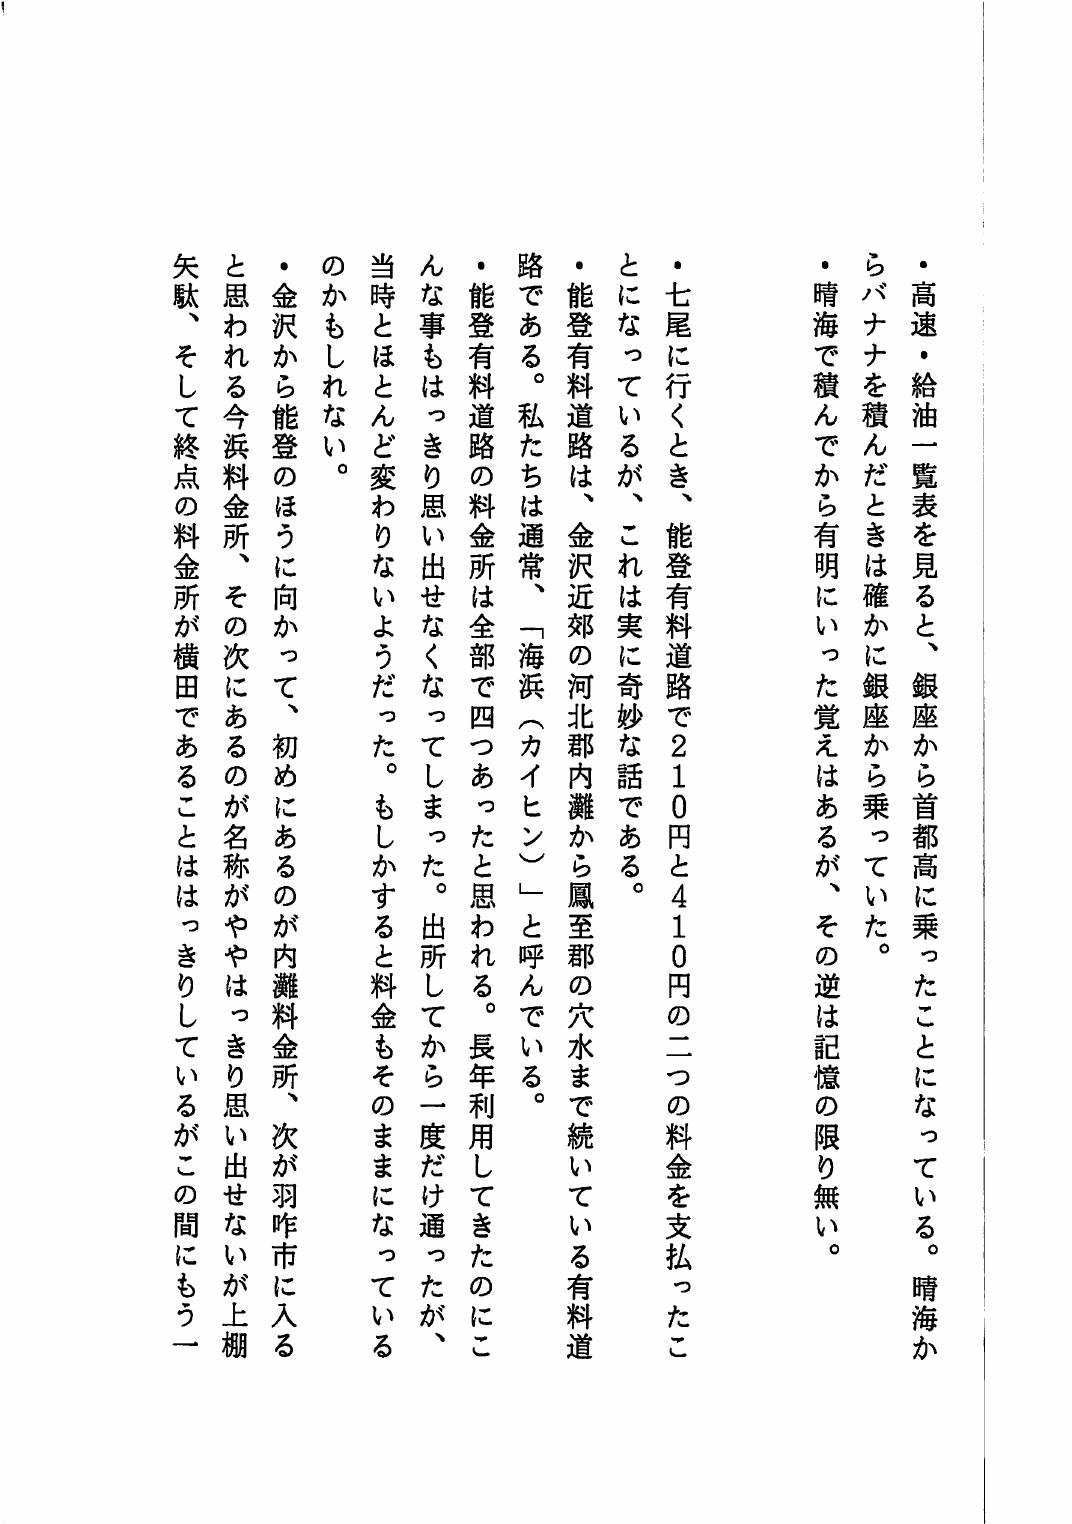 ・高速・給油一覧表を見ると、銀座から首都高に乗ったことになっている。晴海か
らバナナを積んだときは確かに銀座から乗っていた。
・晴海で積んでから有明にいった覚えはあるが、その逆は記憶の限り無い。
・七尾に行くとき、能登有料道路で２１０円と４１０円の二つの料金を支払ったこ
とになっているが、これは実に奇妙な話である。
・能登有料道路は、金沢近郊の河北郡内灘から鳳至郡の穴水まで続いている有料道
路である。私たちは通常、「海浜（カイヒン）」と呼んでいる。
・能登有料道路の料金所は全部で四つあったと思われる。長年利用してきたのにこ
んな事もはっきり思い出せなくなってしまった。出所してから一度だけ通ったが、
当時とほとんど変わりないようだった。もしかすると料金もそのままになっている
のかもしれない。
・金沢から能登のほうに向かって、初めにあるのが内灘料金所、次が羽咋市に入る
と思われる今浜料金所、その次にあるのが名称がややはっきり思い出せないが上棚
矢駄、そして終点の料金所が横田であることははっきりしているがこの間にもう一